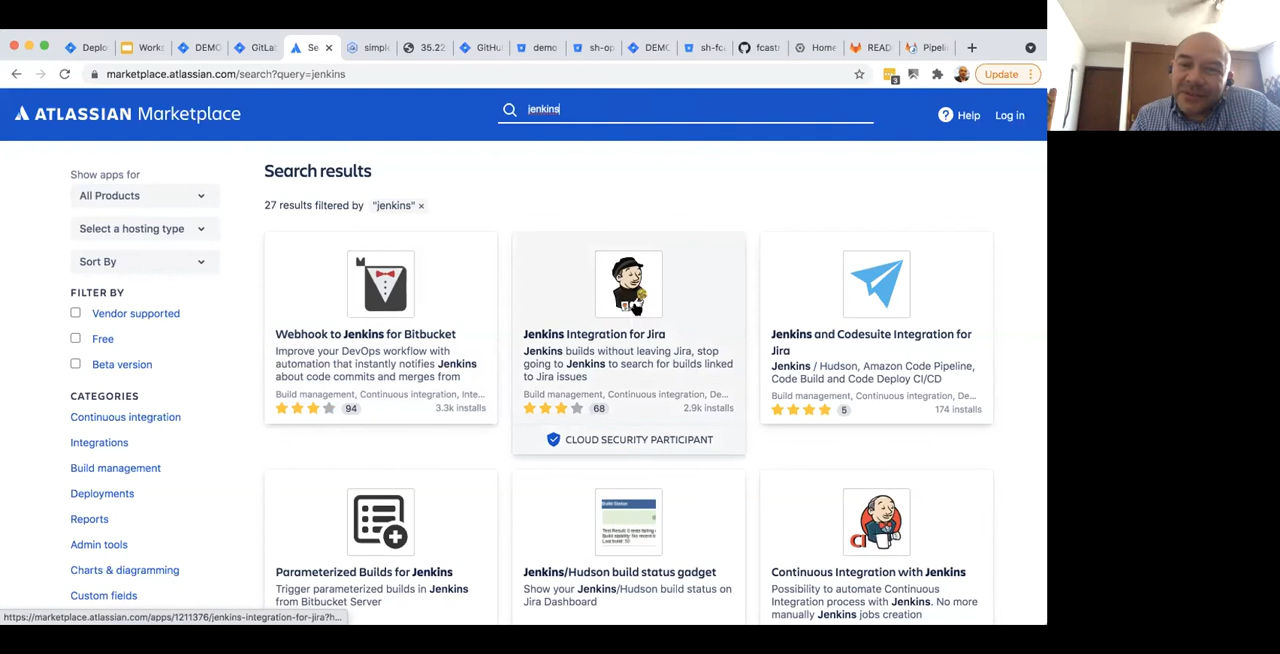 Deplo
Works
DEMO
GitLa
Se
simple
35.22
GitHu
demo
sh-op
DEMO
sh-fca
fcastr
Home
READ
Pipeli
marketplace.atlassian.com/search?query=jenkins
3
Update
ATLASSIAN Marketplace
jenkins
Help
Log in
Show apps for
All Products
Select a hosting type
Sort By
FILTER BY
Vendor supported
Free
Beta version
CATEGORIES
Continuous integration
Integrations
Build management
Deployments
Reports
Admin tools
Charts & diagramming
Custom fields
Search results
27 results filtered by "jenkins" ×
Webhook to Jenkins for Bitbucket
Improve your DevOps workflow with
automation that instantly notifies Jenkins
about code commits and merges from
Build management, Continuous integration, Inte...
94
3.3k installs
Jenkins Integration for Jira
Jenkins builds without leaving Jira, stop
going to Jenkins to search for builds linked
to Jira issues
Build management, Continuous integration, De...
68
2.9k installs
CLOUD SECURITY PARTICIPANT
Jenkins and Codesuite Integration for
Jira
Jenkins / Hudson, Amazon Code Pipeline,
Code Build and Code Deploy CI/CD
Build management, Continuous integration, De...
5
174 installs
Parameterized Builds for Jenkins
Trigger parameterized builds in Jenkins
from Bitbucket Server
Build Status
Jenkins/Hudson build status gadget
Show your Jenkins/Hudson build status on
Jira Dashboard
CI
Continuous Integration with Jenkins
Possibility to automate Continuous
Integration process with Jenkins. No more
manually Jenkins jobs creation
https://marketplace.atlassian.com/apps/1211376/jenkins-integration-for-jira?h...